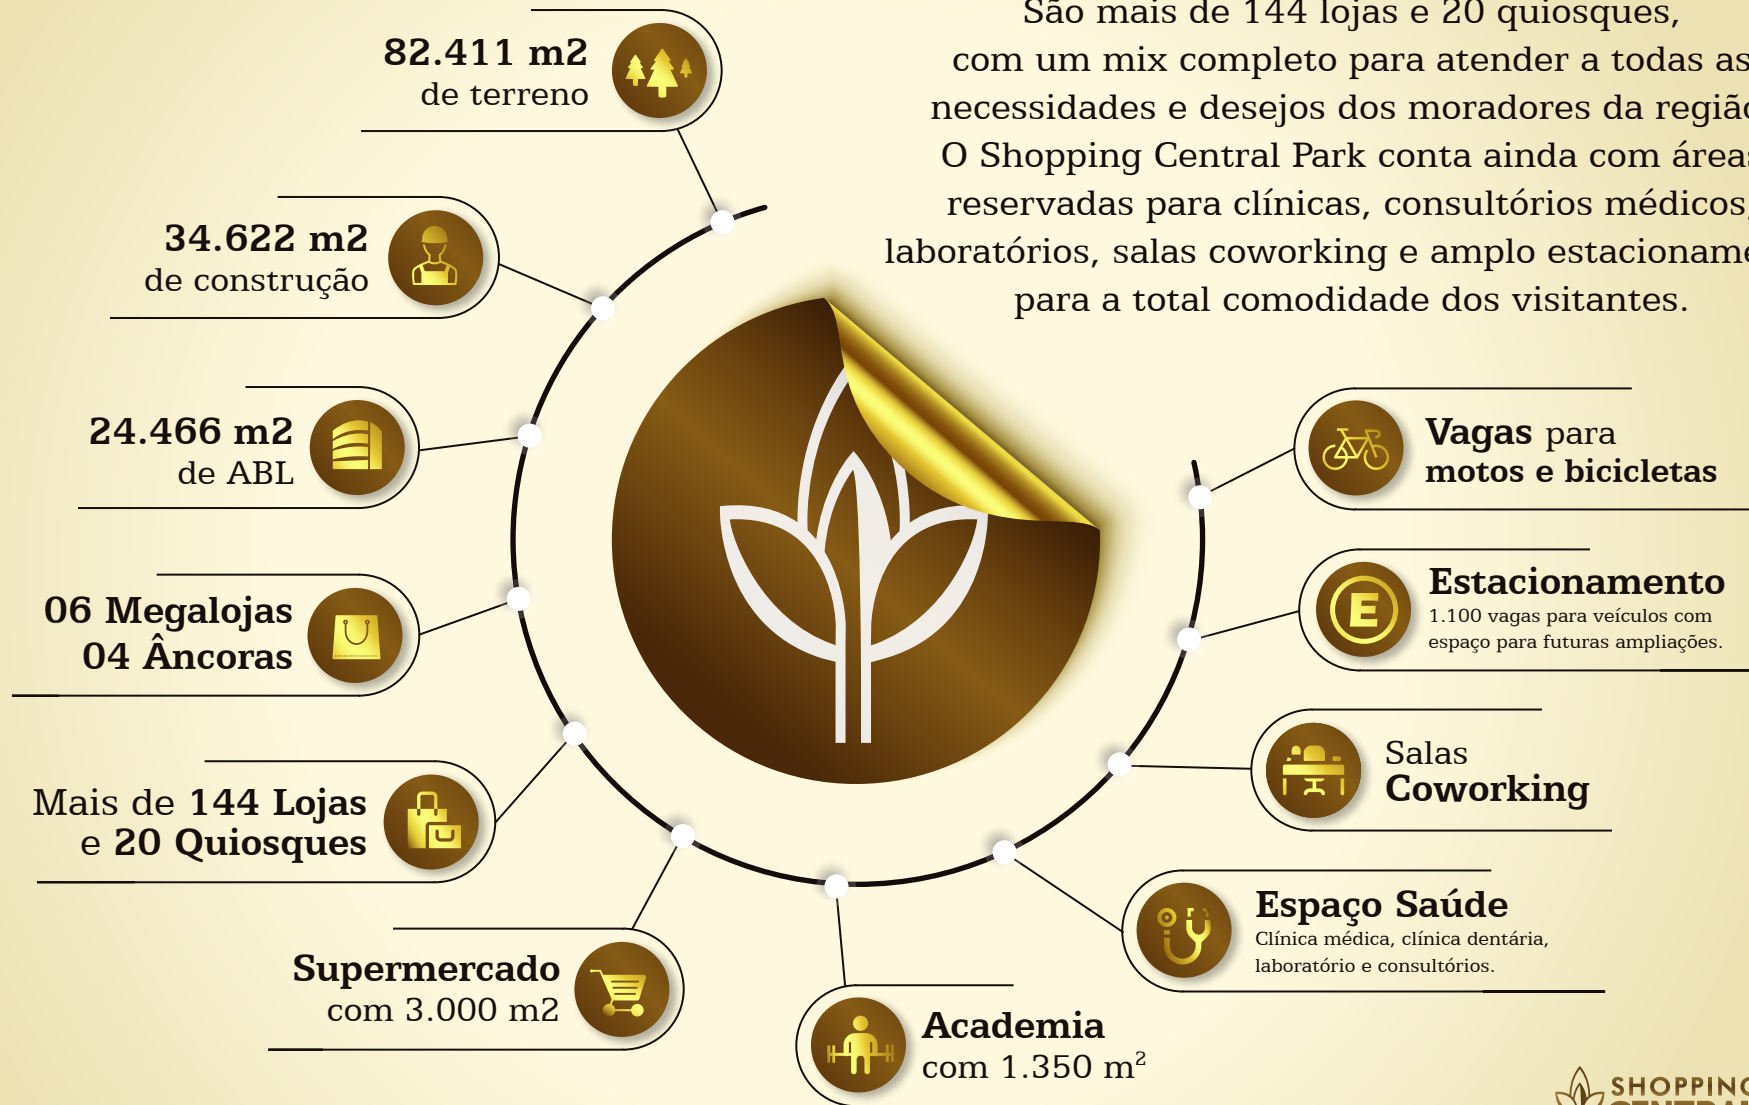 São mais de 144 lojas e 20 quiosques,
com um mix completo para atender a todas as
necessidades e desejos dos moradores da região
O Shopping Central Park conta ainda com áreas
reservadas para clínicas, consultórios médicos,
laboratórios, salas coworking e amplo estacioname
para a total comodidade dos visitantes.
82.411 m2
de terreno
34.622 m2
de construção
24.466 m2
de ABL
06 Megalojas
04 Âncoras
Mais de 144 Lojas
e 20 Quiosques
Supermercado
com 3.000 m2
Academia
com 1.350 m²
Espaço Saúde
Clínica médica, clínica dentária,
laboratório e consultórios.
Salas
Coworking
E
Estacionamento
1.100 vagas para veículos com
espaço para futuras ampliações.
Vagas para
motos e bicicletas
SHOPPING
CENTRAL